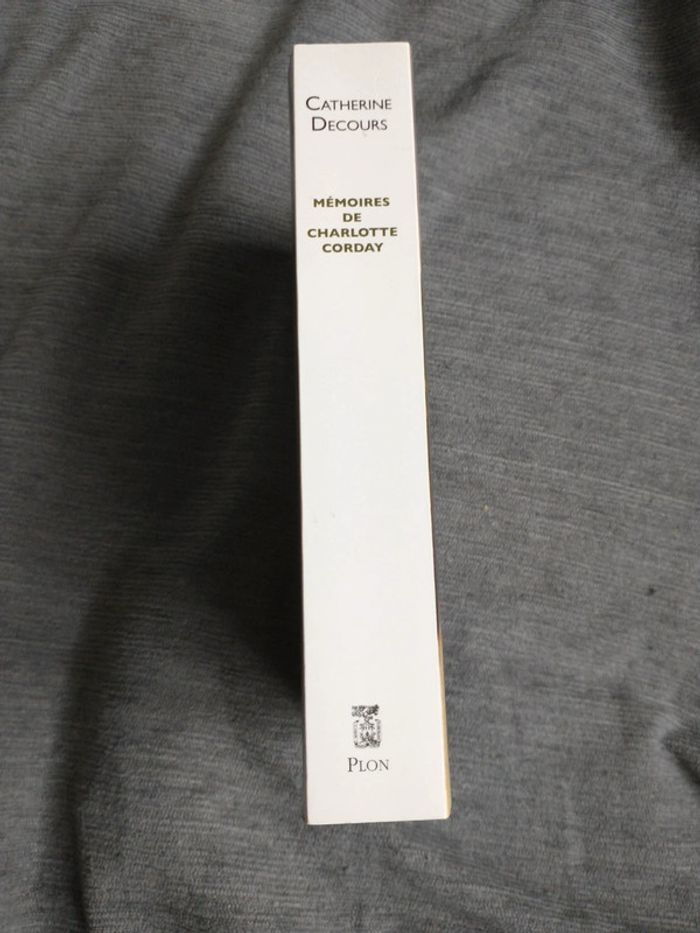 CATHERINE
DECOURS
MÉMOIRES
DE
CHARLOTTE
CORDAY
PLON